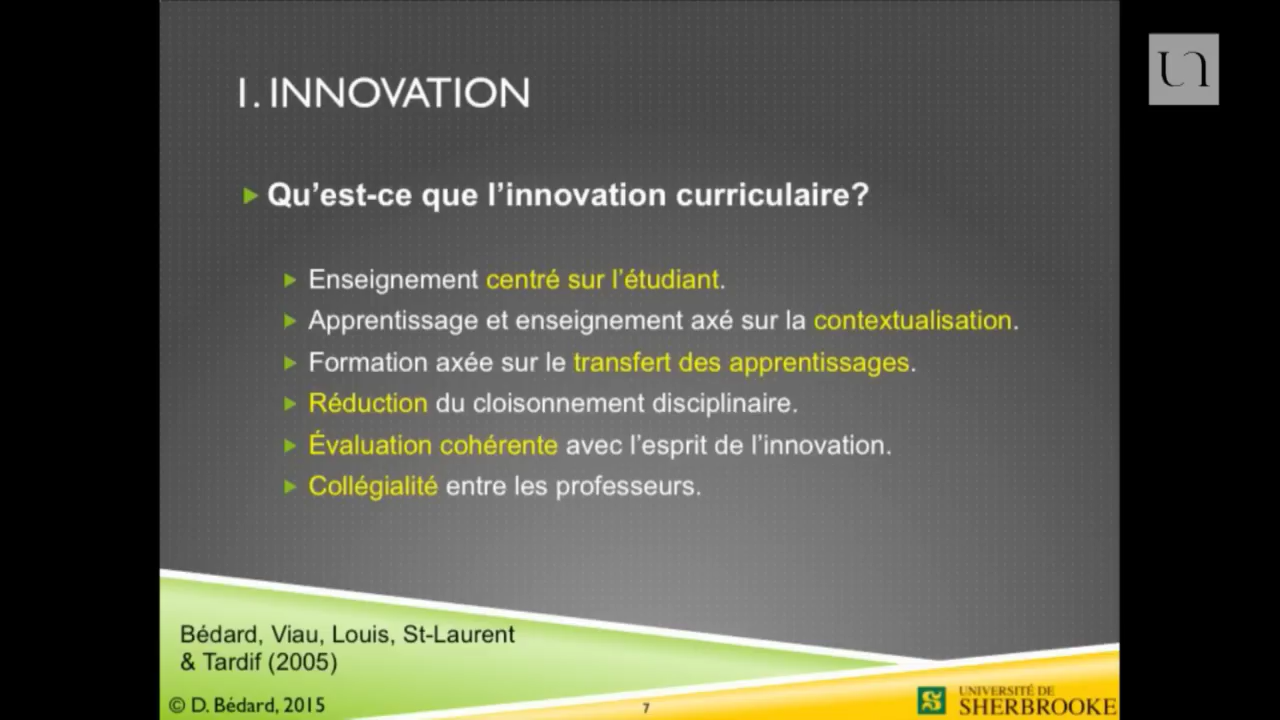 1. INNOVATION
Qu’est-ce que l’innovation curriculaire?
Enseignement centré sur l’étudiant.
Apprentissage et enseignement axé sur la contextualisation.
Formation axée sur le transfert des apprentissages.
Réduction du cloisonnement disciplinaire.
Évaluation cohérente avec l’esprit de l’innovation.
Collégialité entre les professeurs.
Bédard, Viau, Louis, St-Laurent
& Tardif (2005)
© D. Bédard, 2015
7
UNIVERSITÉ DE
SHERBROOKE